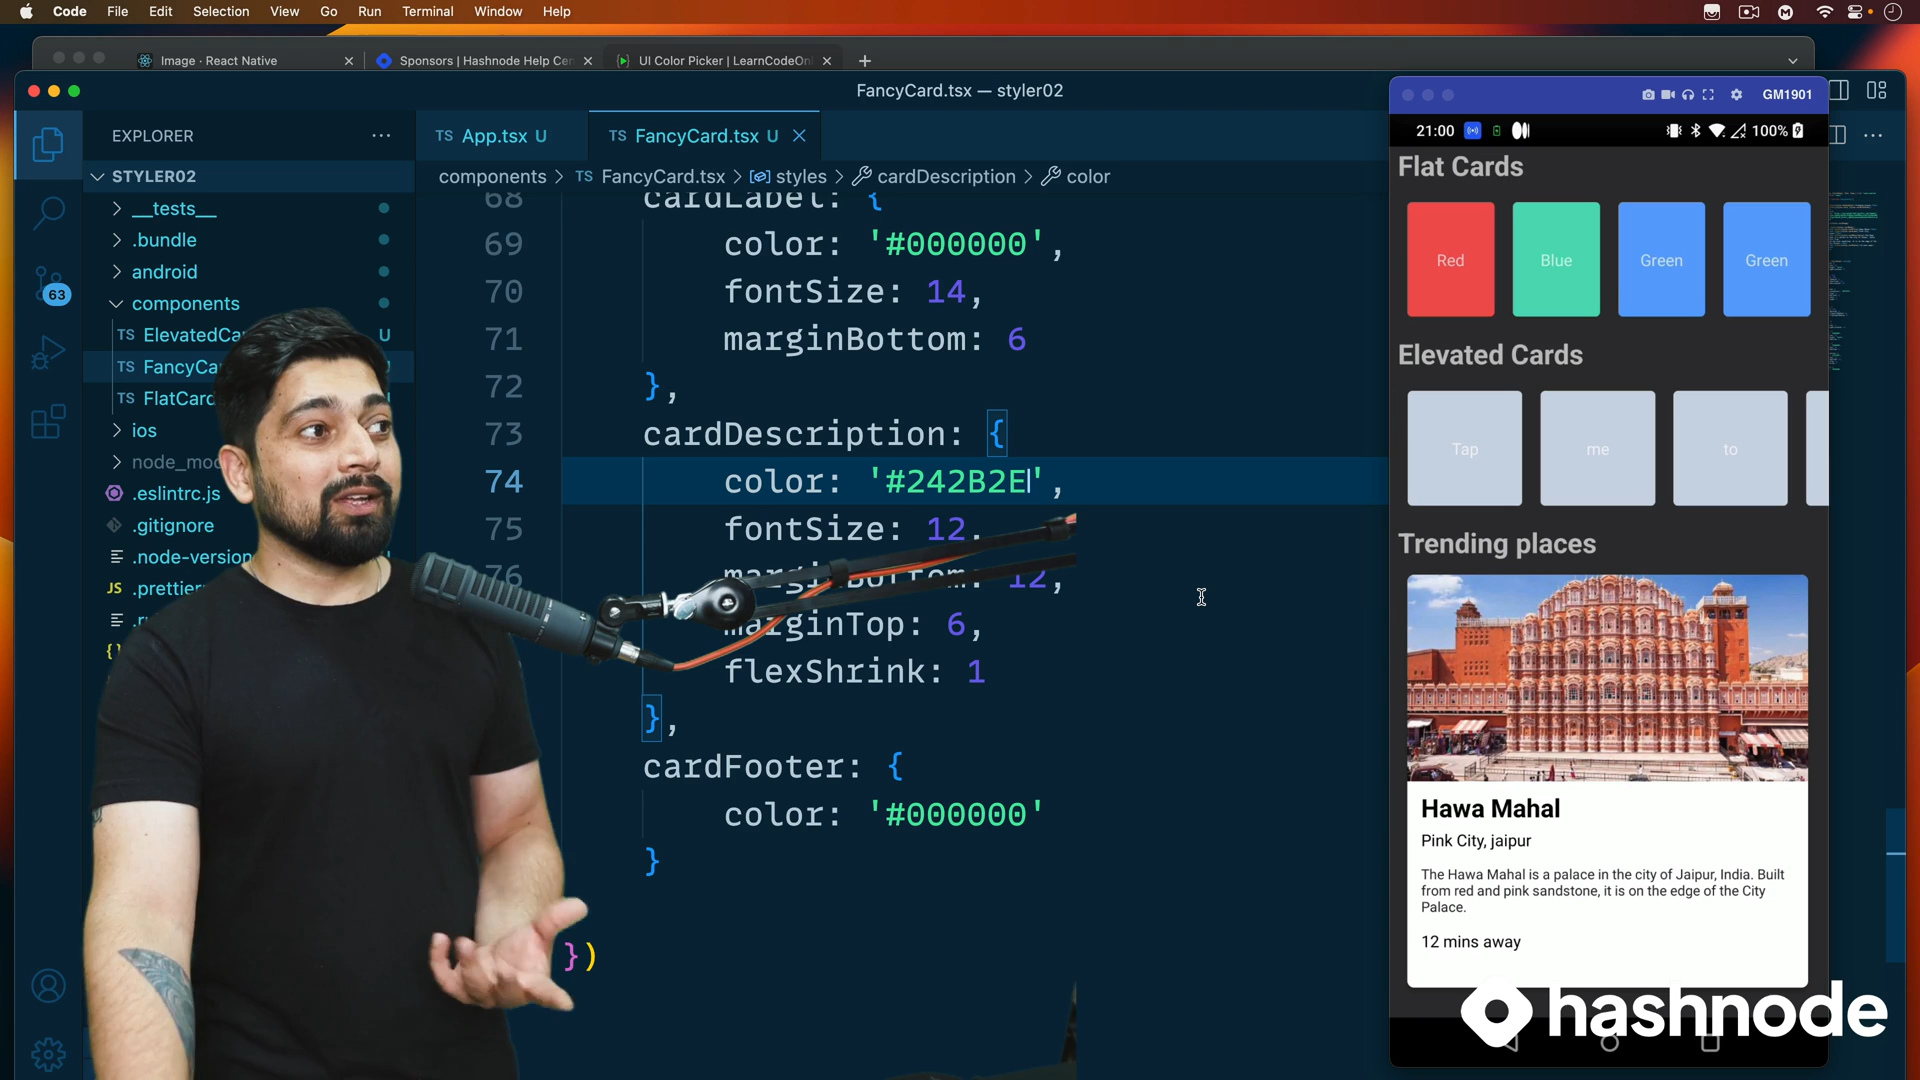 Code File Edit Selection View Go Run Terminal Window Help
Image · React Native
Sponsors | Hashnode Help Cen
UI Color Picker | LearnCodeOn
FancyCard.tsx — styler02
EXPLORER
STYLER02
__tests__
.bundle
android
components
TS ElevatedCa U
TS FancyCa
TS FlatCard
ios
node_mod
.eslintrc.js
.gitignore
.node-version
JS .prettier
63
TS App.tsx U
TS FancyCard.tsx U
components > TS FancyCard.tsx > styles > cardDescription > color
68 cardLabel: {
69 color: '#000000',
70 fontSize: 14,
71 marginBottom: 6
72 },
73 cardDescription: {
74 color: '#242B2E',
75 fontSize: 12,
76 marginBottom: 12,
marginTop: 6,
flexShrink: 1
},
cardFooter: {
color: '#000000'
}
})
GM1901
21:00 100%
Flat Cards
Red Blue Green Green
Elevated Cards
Tap me to
Trending places
Hawa Mahal
Pink City, jaipur
The Hawa Mahal is a palace in the city of Jaipur, India. Built
from red and pink sandstone, it is on the edge of the City
Palace.
12 mins away
hashnode